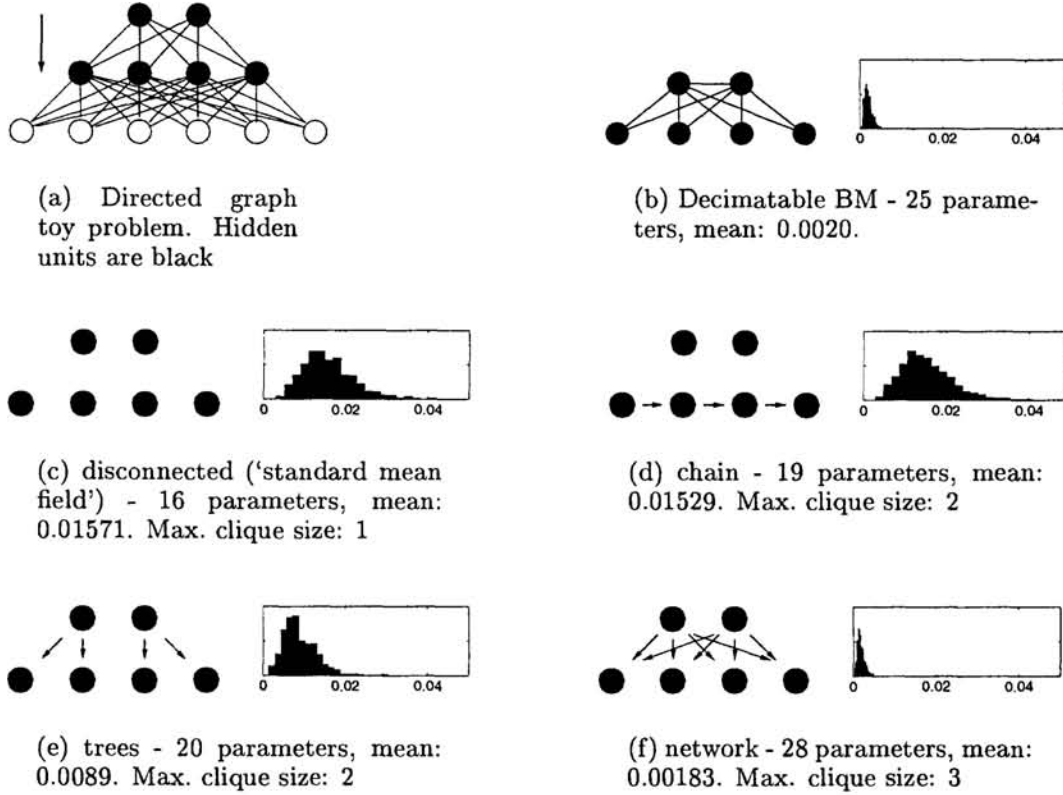 0 0.02 0.04
(a) Directed graph
toy problem. Hidden
units are black
(b) Decimatable BM - 25 parame-
ters, mean: 0.0020.
0 0.02 0.04
0 0.02 0.04
(c) disconnected (‘standard mean
field’) - 16 parameters, mean:
0.01571. Max. clique size: 1
(d) chain - 19 parameters, mean:
0.01529. Max. clique size: 2
0 0.02 0.04
0 0.02 0.04
(e) trees - 20 parameters, mean:
0.0089. Max. clique size: 2
(f) network - 28 parameters, mean:
0.00183. Max. clique size: 3